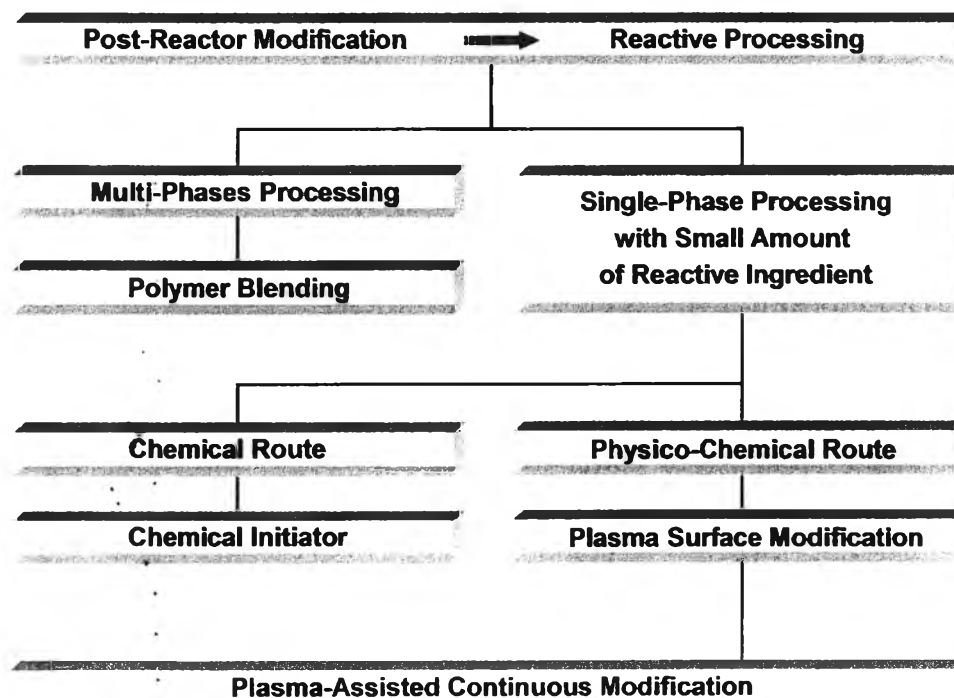 Post-Reactor Modification Reactive Processing
Multi-Phases Processing
Single-Phase Processing
with Small Amount
of Reactive Ingredient
Polymer Blending
Chemical Route
Physico-Chemical Route
Chemical Initiator
Plasma Surface Modification
Plasma-Assisted Continuous Modification